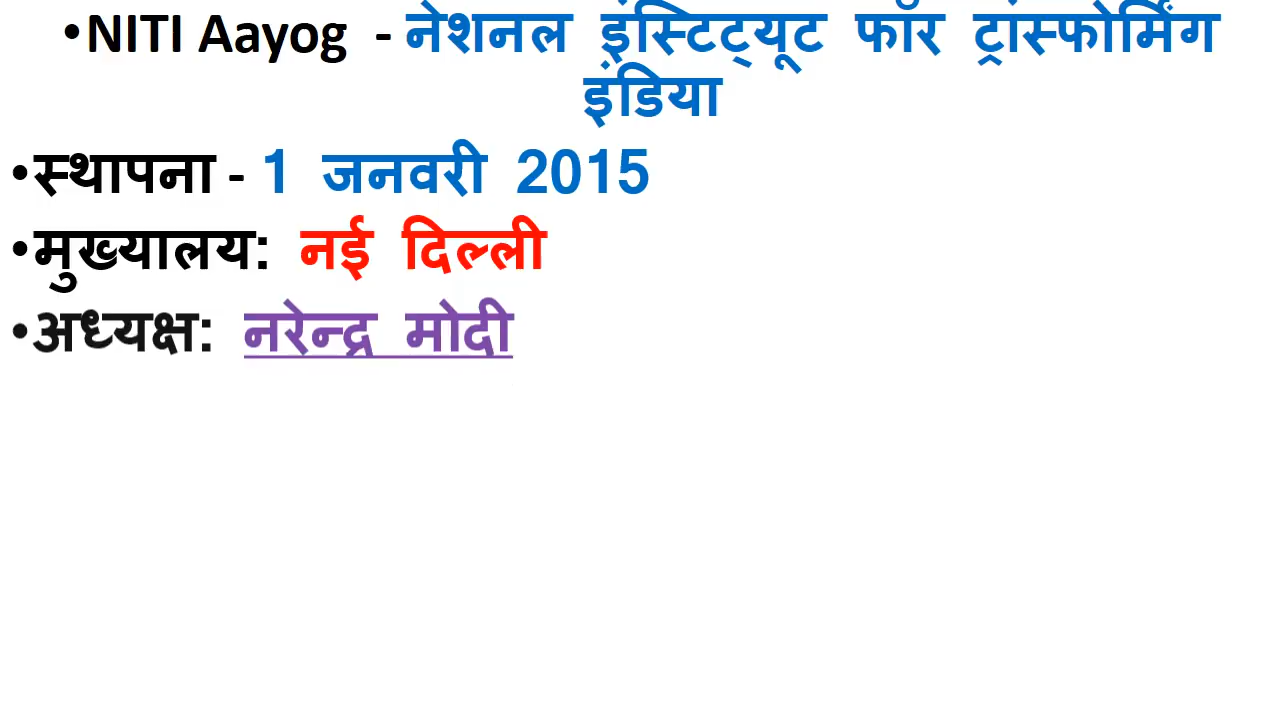 •NITI Aayog - नेशनल इंस्टिट्यूट फॉर ट्रांस्फोर्मिंग
इंडिया
•स्थापना - 1 जनवरी 2015
•मुख्यालय: नई दिल्ली
•अध्यक्ष: नरेन्द्र मोदी